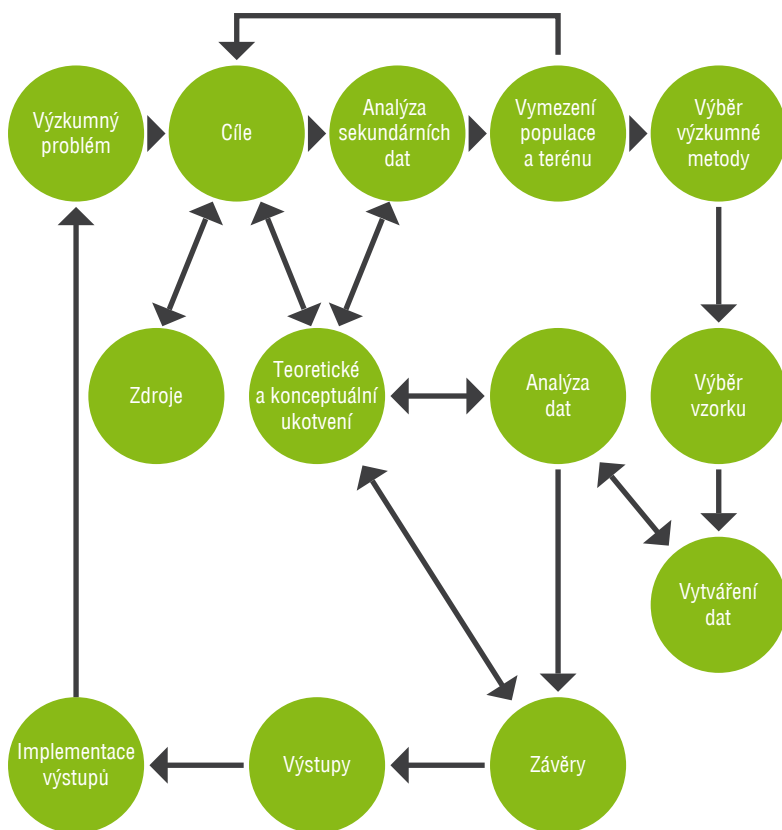 Výzkumný
problém
Cíle
Analýza
sekundárních
dat
Vymezení
populace
a terénu
Výběr
výzkumné
metody
Zdroje
Teoretické
a konceptuální
ukotvení
Analýza
dat
Výběr
vzorku
Vytváření
dat
Implementace
výstupů
Výstupy
Závěry